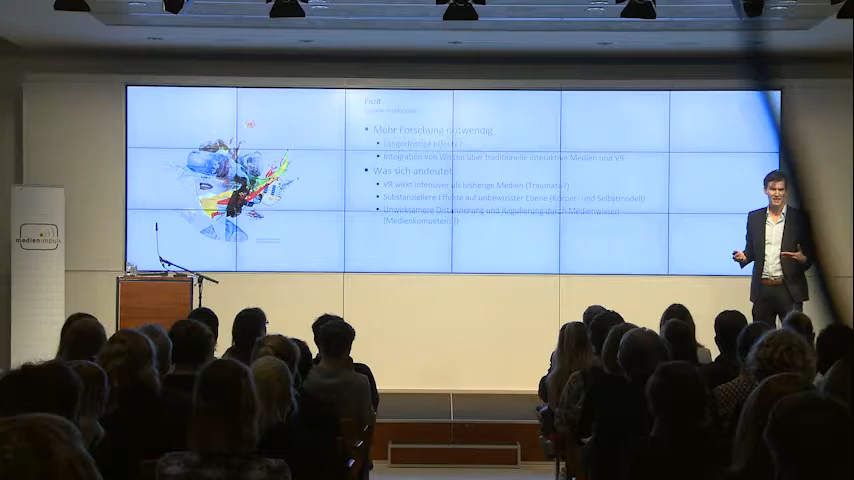 Fazit
Mehr Forschung notwendig
Längerfristige Effekte?
Integration von Wissen über traditionelle interaktive Medien und VR
Was sich andeutet
VR wirkt intensiver als bisherige Medien (Traumata?)
Substanziellere Effekte auf unbewusster Ebene (Körper- und Selbstmodell)
Unwirksamere Distanzierung und Regulierung durch Medienwissen
(Medienkompetenz?)
medienimpuls